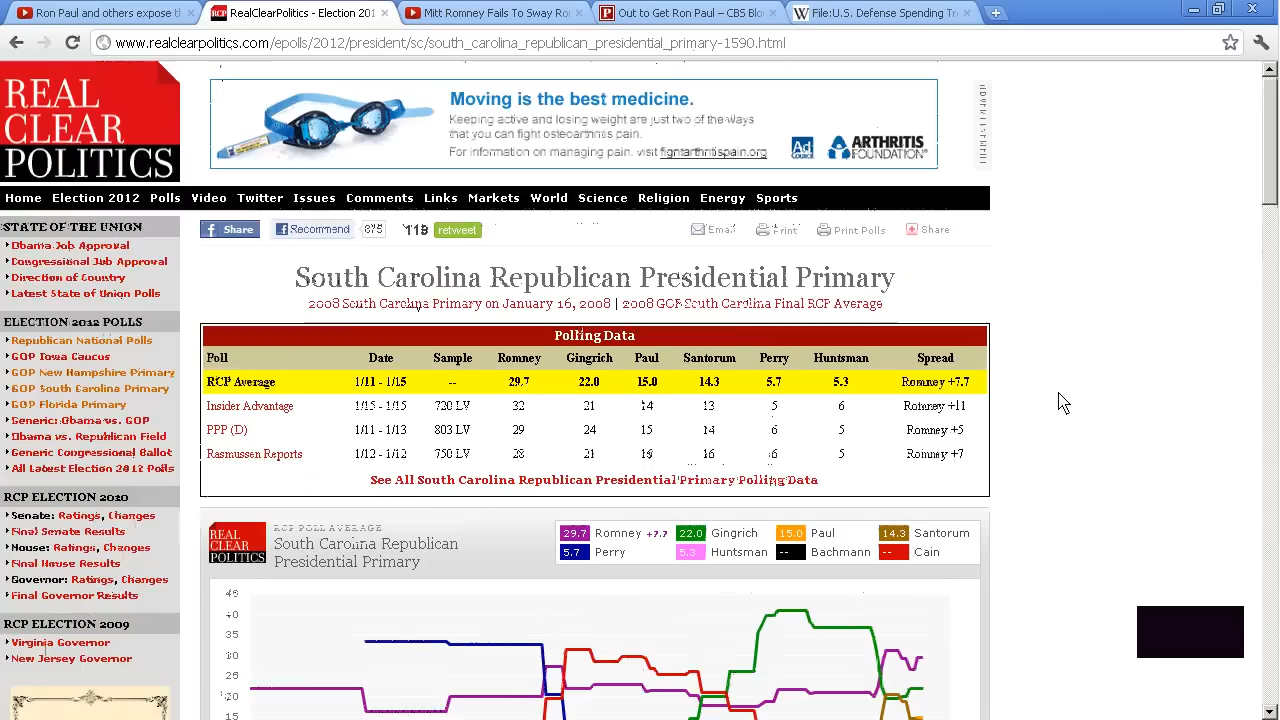 Ron Paul and others expose th
RealClearPolitics - Election 201
Mitt Romney Fails To Sway Ro
Out to Get Ron Paul – CBS Blo
File:U.S. Defense Spending Tr
www.realclearpolitics.com/epolls/2012/president/sc/south_carolina_republican_presidential_primary-1590.html
REAL
CLEAR
POLITICS
Moving is the best medicine.
Keeping active and losing weight are just two of the ways
that you can fight osteoarthritis pain.
For information on managing pain, visit fightarthritispain.org
Ad
Council
ARTHRITIS
FOUNDATION
Home Election 2012 Polls Video Twitter Issues Comments Links Markets World Science Religion Energy Sports
Share
Recommend
retweet
Email
Print
Print Polls
Share
STATE OF THE UNION
Obama Job Approval
Congressional Job Approval
Direction of Country
Latest State of Union Polls
ELECTION 2012 POLLS
Republican National Polls
GOP Iowa Caucus
GOP New Hampshire Primary
GOP South Carolina Primary
GOP Florida Primary
Generic: Obama vs. GOP
Obama vs. Republican Field
Generic Congressional Ballot
All Latest Election 2012 Polls
RCP ELECTION 2010
Senate: Ratings, Changes
Final Senate Results
House: Ratings, Changes
Final House Results
Governor: Ratings, Changes
Final Governor Results
RCP ELECTION 2009
Virginia Governor
New Jersey Governor
South Carolina Republican Presidential Primary
2008 South Carolina Primary on January 16, 2008 | 2008 GOP South Carolina Final RCP Average
Polling Data
Poll Date Sample Romney Gingrich Paul Santorum Perry Huntsman Spread
RCP Average 1/11 - 1/15 -- 29.7 22.0 15.0 14.3 5.7 5.3 Romney +7.7
Insider Advantage 1/15 - 1/15 720 LV 32 21 14 13 5 6 Romney +11
PPP (D) 1/11 - 1/13 803 LV 29 24 15 14 6 5 Romney +5
Rasmussen Reports 1/12 - 1/12 750 LV 28 21 16 16 6 5 Romney +7
See All South Carolina Republican Presidential Primary Polling Data
REAL
CLEAR
POLITICS
RCP POLL AVERAGE
South Carolina Republican
Presidential Primary
29.7 Romney +7.7 22.0 Gingrich 15.0 Paul 14.3 Santorum
5.7 Perry 5.3 Huntsman -- Bachmann -- Cain
45
40
35
30
25
20
15